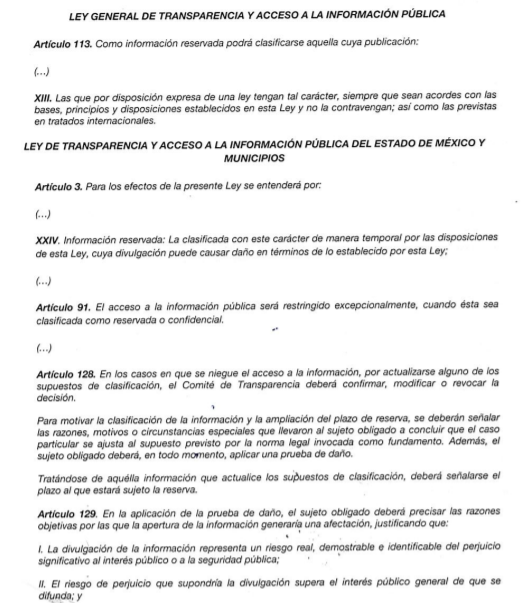 LEY GENERAL DE TRANSPARENCIA Y ACCESO A LA INFORMACIÓN PÚBLICA
Artículo 113. Como información reservada podrá clasificarse aquella cuya publicación:
(...)
XIII. Las que por disposición expresa de una ley tengan tal carácter, siempre que sean acordes con las
bases, principios y disposiciones establecidos en esta Ley y no la contravengan; así como las previstas
en tratados internacionales.
LEY DE TRANSPARENCIA Y ACCESO A LA INFORMACIÓN PÚBLICA DEL ESTADO DE MÉXICO Y
MUNICIPIOS
Artículo 3. Para los efectos de la presente Ley se entenderá por:
(...)
XXIV. Información reservada: La clasificada con este carácter de manera temporal por las disposiciones
de esta Ley, cuya divulgación puede causar daño en términos de lo establecido por esta Ley;
(...)
Artículo 91. El acceso a la información pública será restringido excepcionalmente, cuando ésta sea
clasificada como reservada o confidencial.
(...)
Artículo 128. En los casos en que se niegue el acceso a la información, por actualizarse alguno de los
supuestos de clasificación, el Comité de Transparencia deberá confirmar, modificar o revocar la
decisión.
Para motivar la clasificación de la información y la ampliación del plazo de reserva, se deberán señalar
las razones, motivos o circunstancias especiales que llevaron al sujeto obligado a concluir que el caso
particular se ajusta al supuesto previsto por la norma legal invocada como fundamento. Además, el
sujeto obligado deberá, en todo momento, aplicar una prueba de daño.
Tratándose de aquélla información que actualice los supuestos de clasificación, deberá señalarse el
plazo al que estará sujeto la reserva.
Artículo 129. En la aplicación de la prueba de daño, el sujeto obligado deberá precisar las razones
objetivas por las que la apertura de la información generaría una afectación, justificando que:
I. La divulgación de la información representa un riesgo real, demostrable e identificable del perjuicio
significativo al interés público o a la seguridad pública;
II. El riesgo de perjuicio que supondría la divulgación supera el interés público general de que se
difunda; y